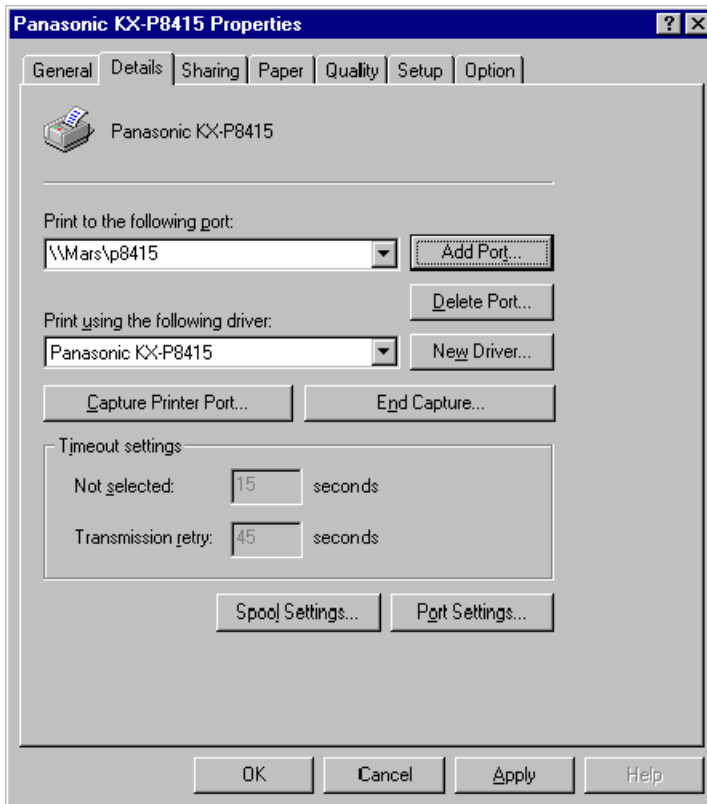 Panasonic KX-P8415 Properties
General Details Sharing Paper Quality Setup Option
Panasonic KX-P8415
Print to the following port:
\\Mars\p8415 Add Port...
Delete Port...
Print using the following driver:
Panasonic KX-P8415 New Driver...
Capture Printer Port... End Capture...
Timeout settings
Not selected: 15 seconds
Transmission retry: 45 seconds
Spool Settings... Port Settings...
OK Cancel Apply Help